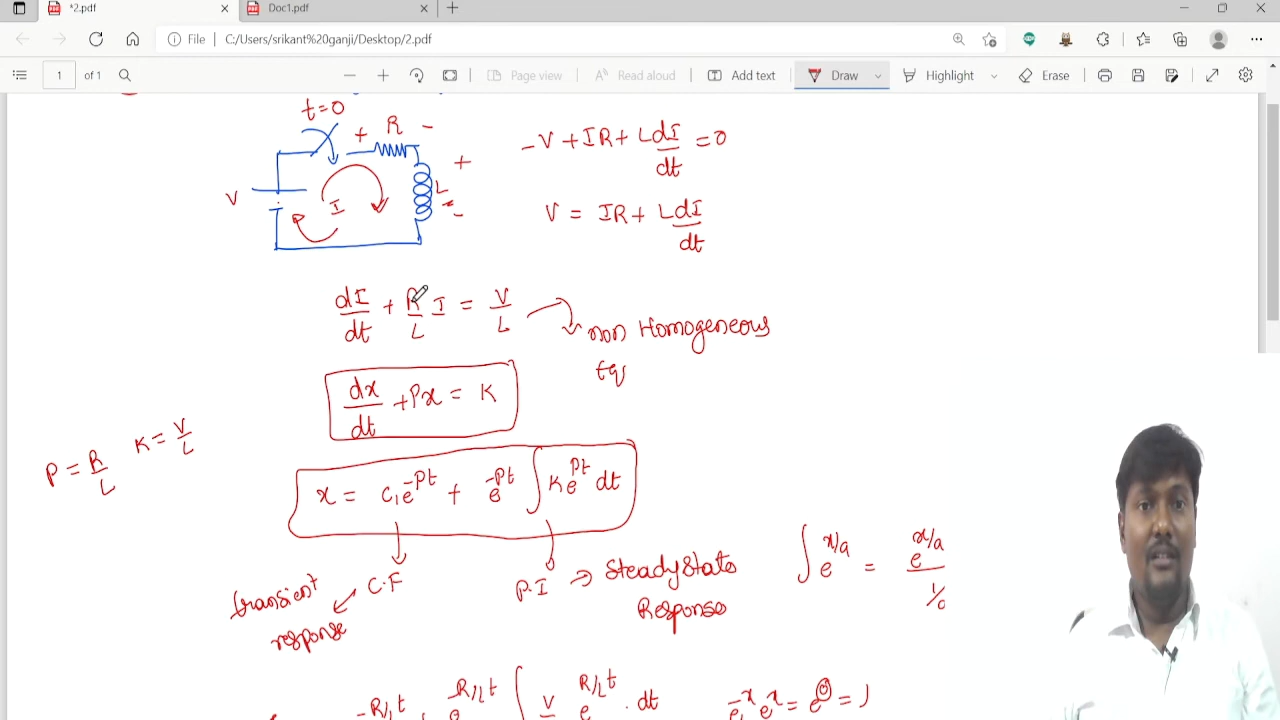 *2.pdf
Doc1.pdf
File
C:/Users/srikant%20ganji/Desktop/2.pdf
1 of 1
Page view
Read aloud
Add text
Draw
Highlight
Erase
t=0
+ R -
V
I
+
L
-
-V + IR + L dI/dt = 0
V = IR + L dI/dt
dI/dt + R/L I = V/L
non Homogeneous
Eq
dx/dt + Px = K
P = R/L
K = V/L
x = C₁e^-Pt + e^-Pt ∫ K e^Pt dt
C.F
transient
response
P.I → Steady State
Response
∫ e^x/a = e^x/a / 1/a
-R/L t + e^-R/L t ∫ V e^R/L t . dt
e^-x e^x = e^0 = 1